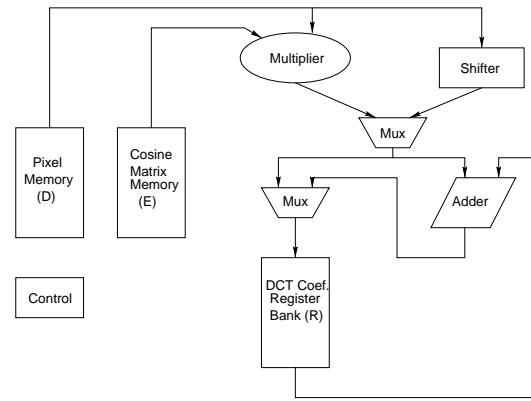 Multiplier
Shifter
Mux
Pixel
Memory
(D)
Cosine
Matrix
Memory
(E)
Mux
Adder
Control
DCT Coef.
Register
Bank (R)